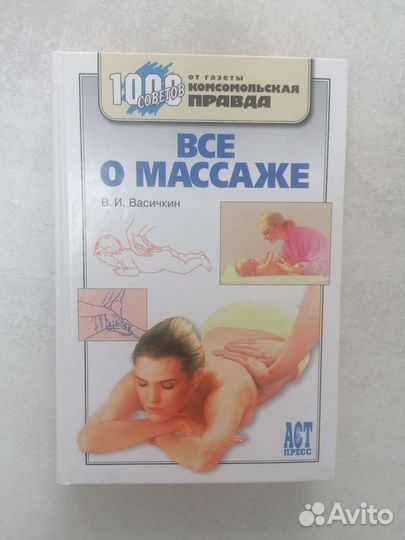 1000
СОВЕТОВ
от газеты
КОМСОМОЛЬСКАЯ
ПРАВДА
ВСЕ
О МАССАЖЕ
В. И. Васичкин
АСТ
ПРЕСС
Avito